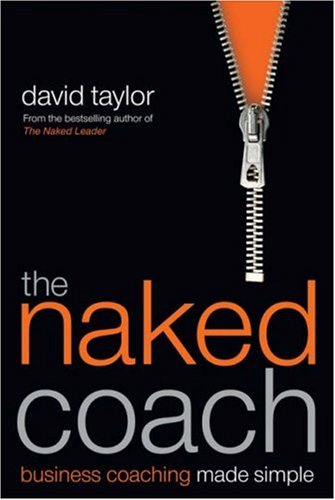 david taylor
From the bestselling author of
The Naked Leader
the
naked
coach
business coaching made simple